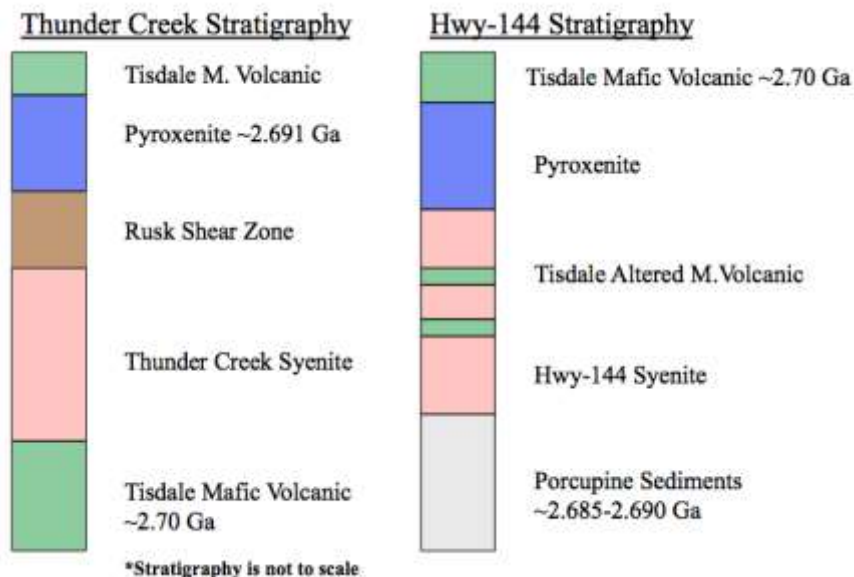 Thunder Creek Stratigraphy
Tisdale M. Volcanic
Pyroxenite ~2.691 Ga
Rusk Shear Zone
Thunder Creek Syenite
Tisdale Mafic Volcanic
~2.70 Ga
*Stratigraphy is not to scale
Hwy-144 Stratigraphy
Tisdale Mafic Volcanic ~2.70 Ga
Pyroxenite
Tisdale Altered M.Volcanic
Hwy-144 Syenite
Porcupine Sediments
~2.685-2.690 Ga